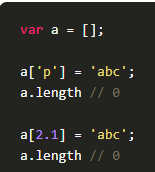 var a = [];
a['p'] = 'abc';
a.length // 0
a[2.1] = 'abc';
a.length // 0